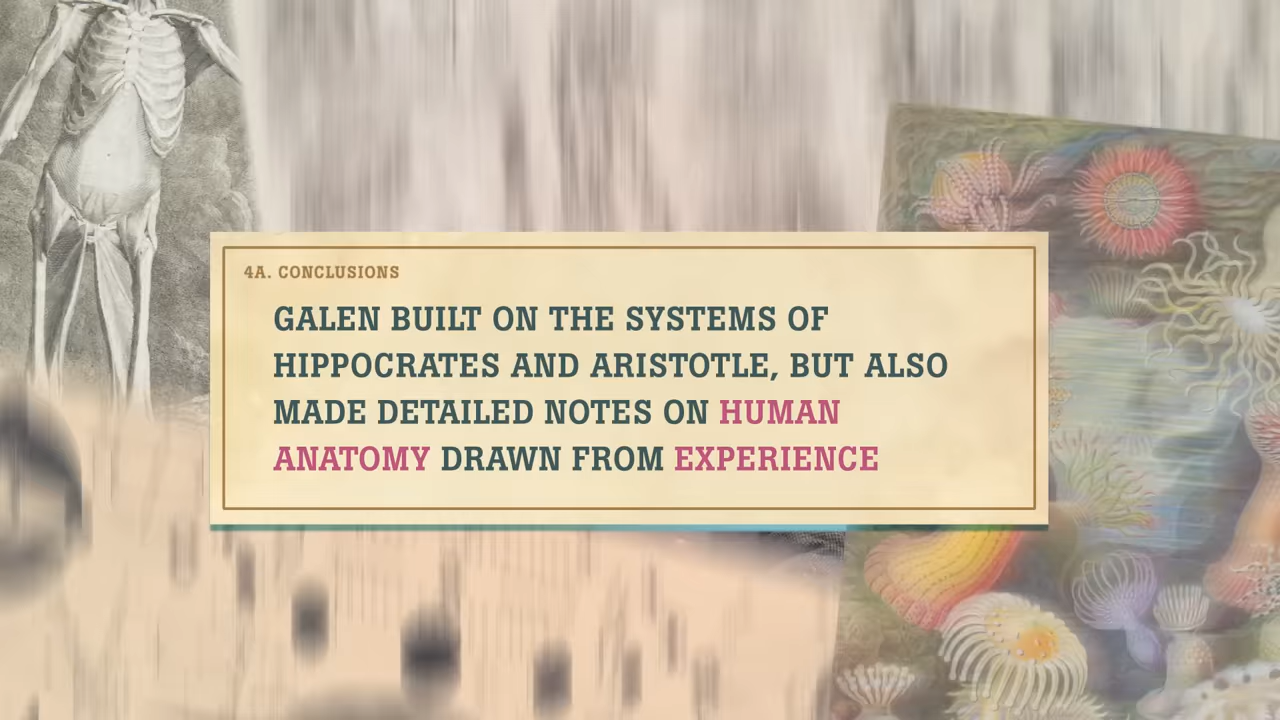 4A. CONCLUSIONS
GALEN BUILT ON THE SYSTEMS OF
HIPPOCRATES AND ARISTOTLE, BUT ALSO
MADE DETAILED NOTES ON HUMAN
ANATOMY DRAWN FROM EXPERIENCE